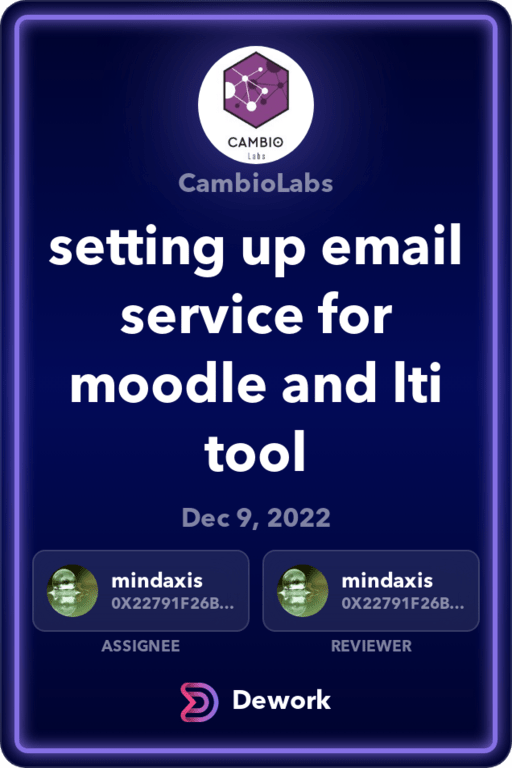 CAMBIO
Labs
CambioLabs
setting up email
service for
moodle and lti
tool
Dec 9, 2022
mindaxis
0X22791F26B...
ASSIGNEE
mindaxis
0X22791F26B...
REVIEWER
Dework